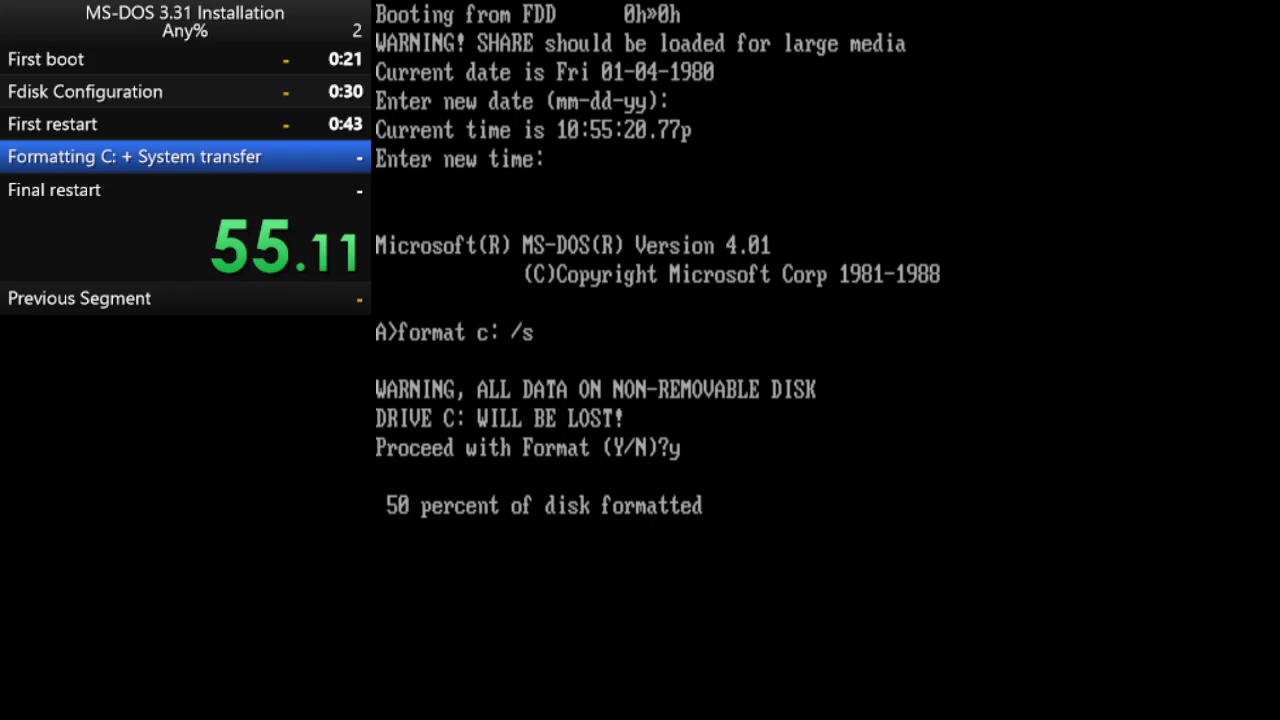 MS-DOS 3.31 Installation
Any%
2
First boot - 0:21
Fdisk Configuration - 0:30
First restart - 0:43
Formatting C: + System transfer -
Final restart -
55.11
Previous Segment -
Booting from FDD 0h»0h
WARNING! SHARE should be loaded for large media
Current date is Fri 01-04-1980
Enter new date (mm-dd-yy):
Current time is 10:55:20.77p
Enter new time:
Microsoft(R) MS-DOS(R) Version 4.01
(C)Copyright Microsoft Corp 1981-1988
A>format c: /s
WARNING, ALL DATA ON NON-REMOVABLE DISK
DRIVE C: WILL BE LOST!
Proceed with Format (Y/N)?y
50 percent of disk formatted